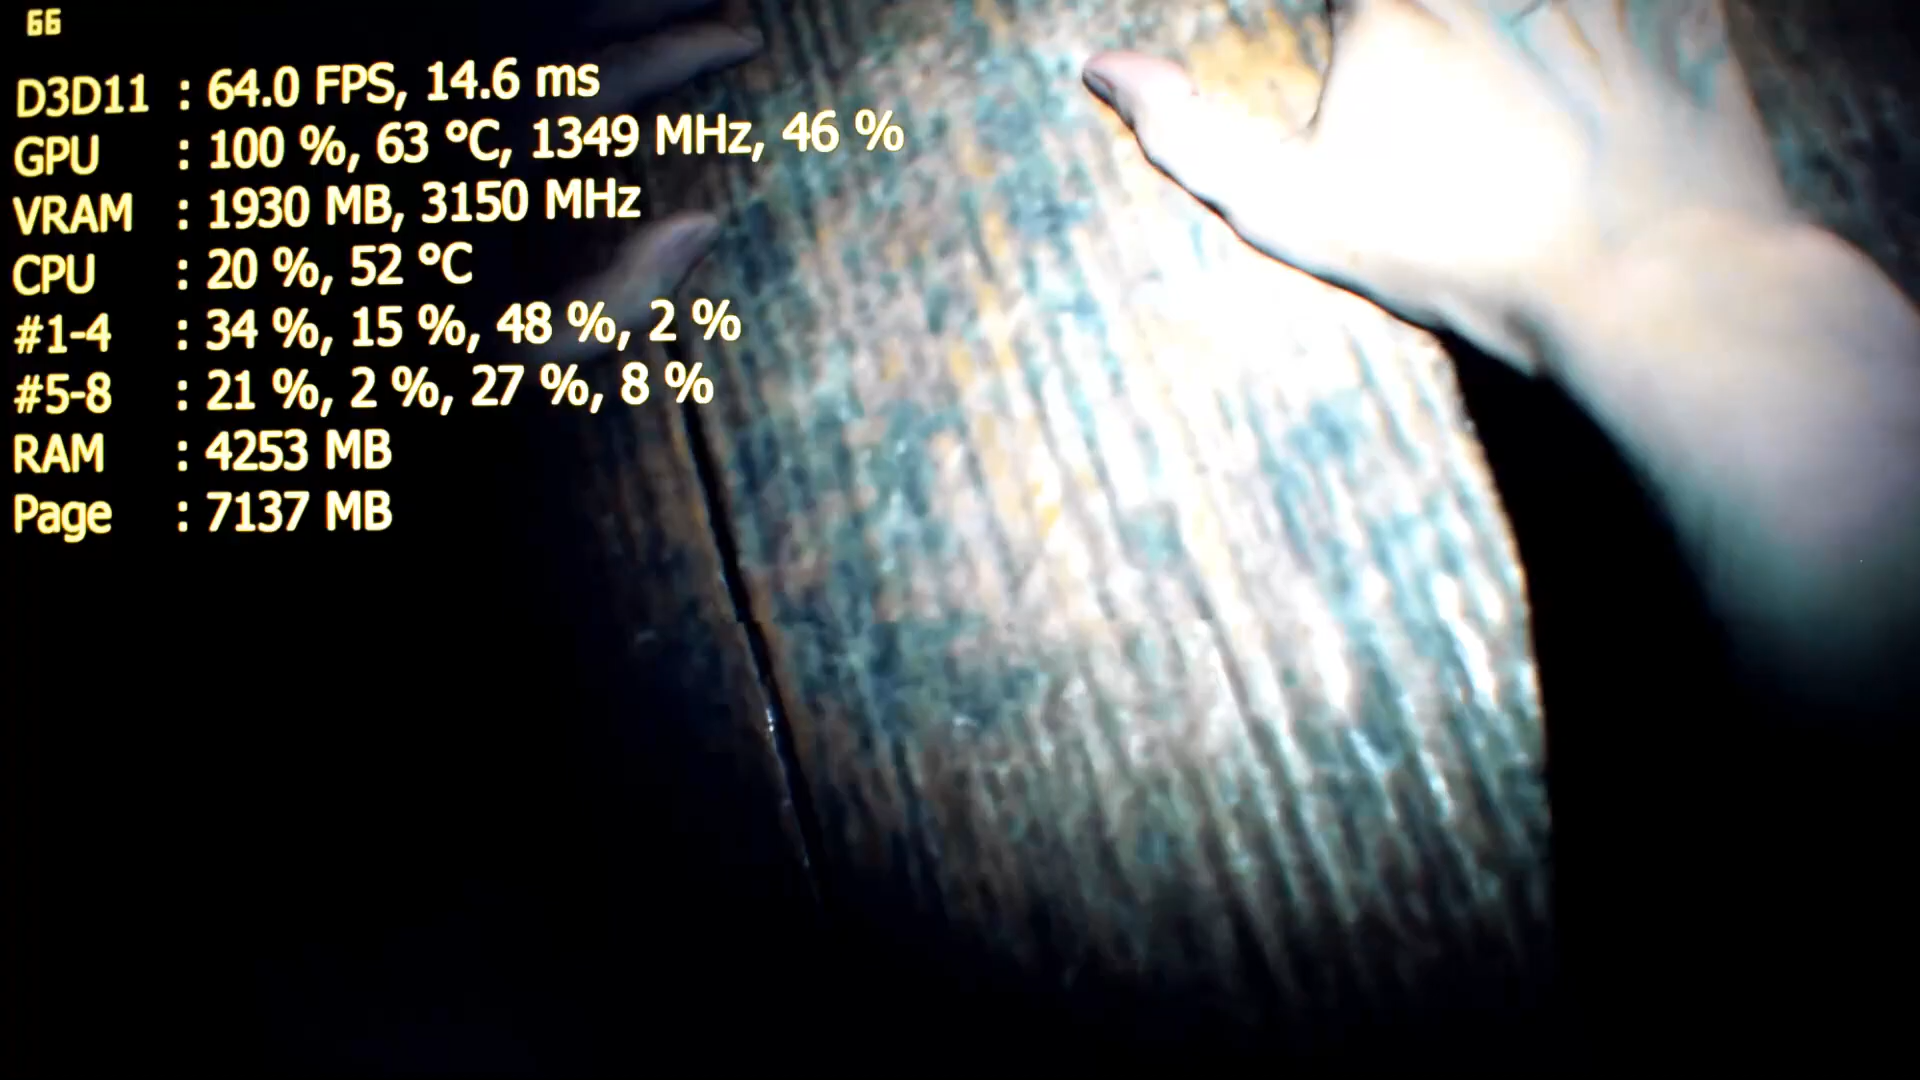 66
D3D11 : 64.0 FPS, 14.6 ms
GPU : 100 %, 63 °C, 1349 MHz, 46 %
VRAM : 1930 MB, 3150 MHz
CPU : 20 %, 52 °C
#1-4 : 34 %, 15 %, 48 %, 2 %
#5-8 : 21 %, 2 %, 27 %, 8 %
RAM : 4253 MB
Page : 7137 MB